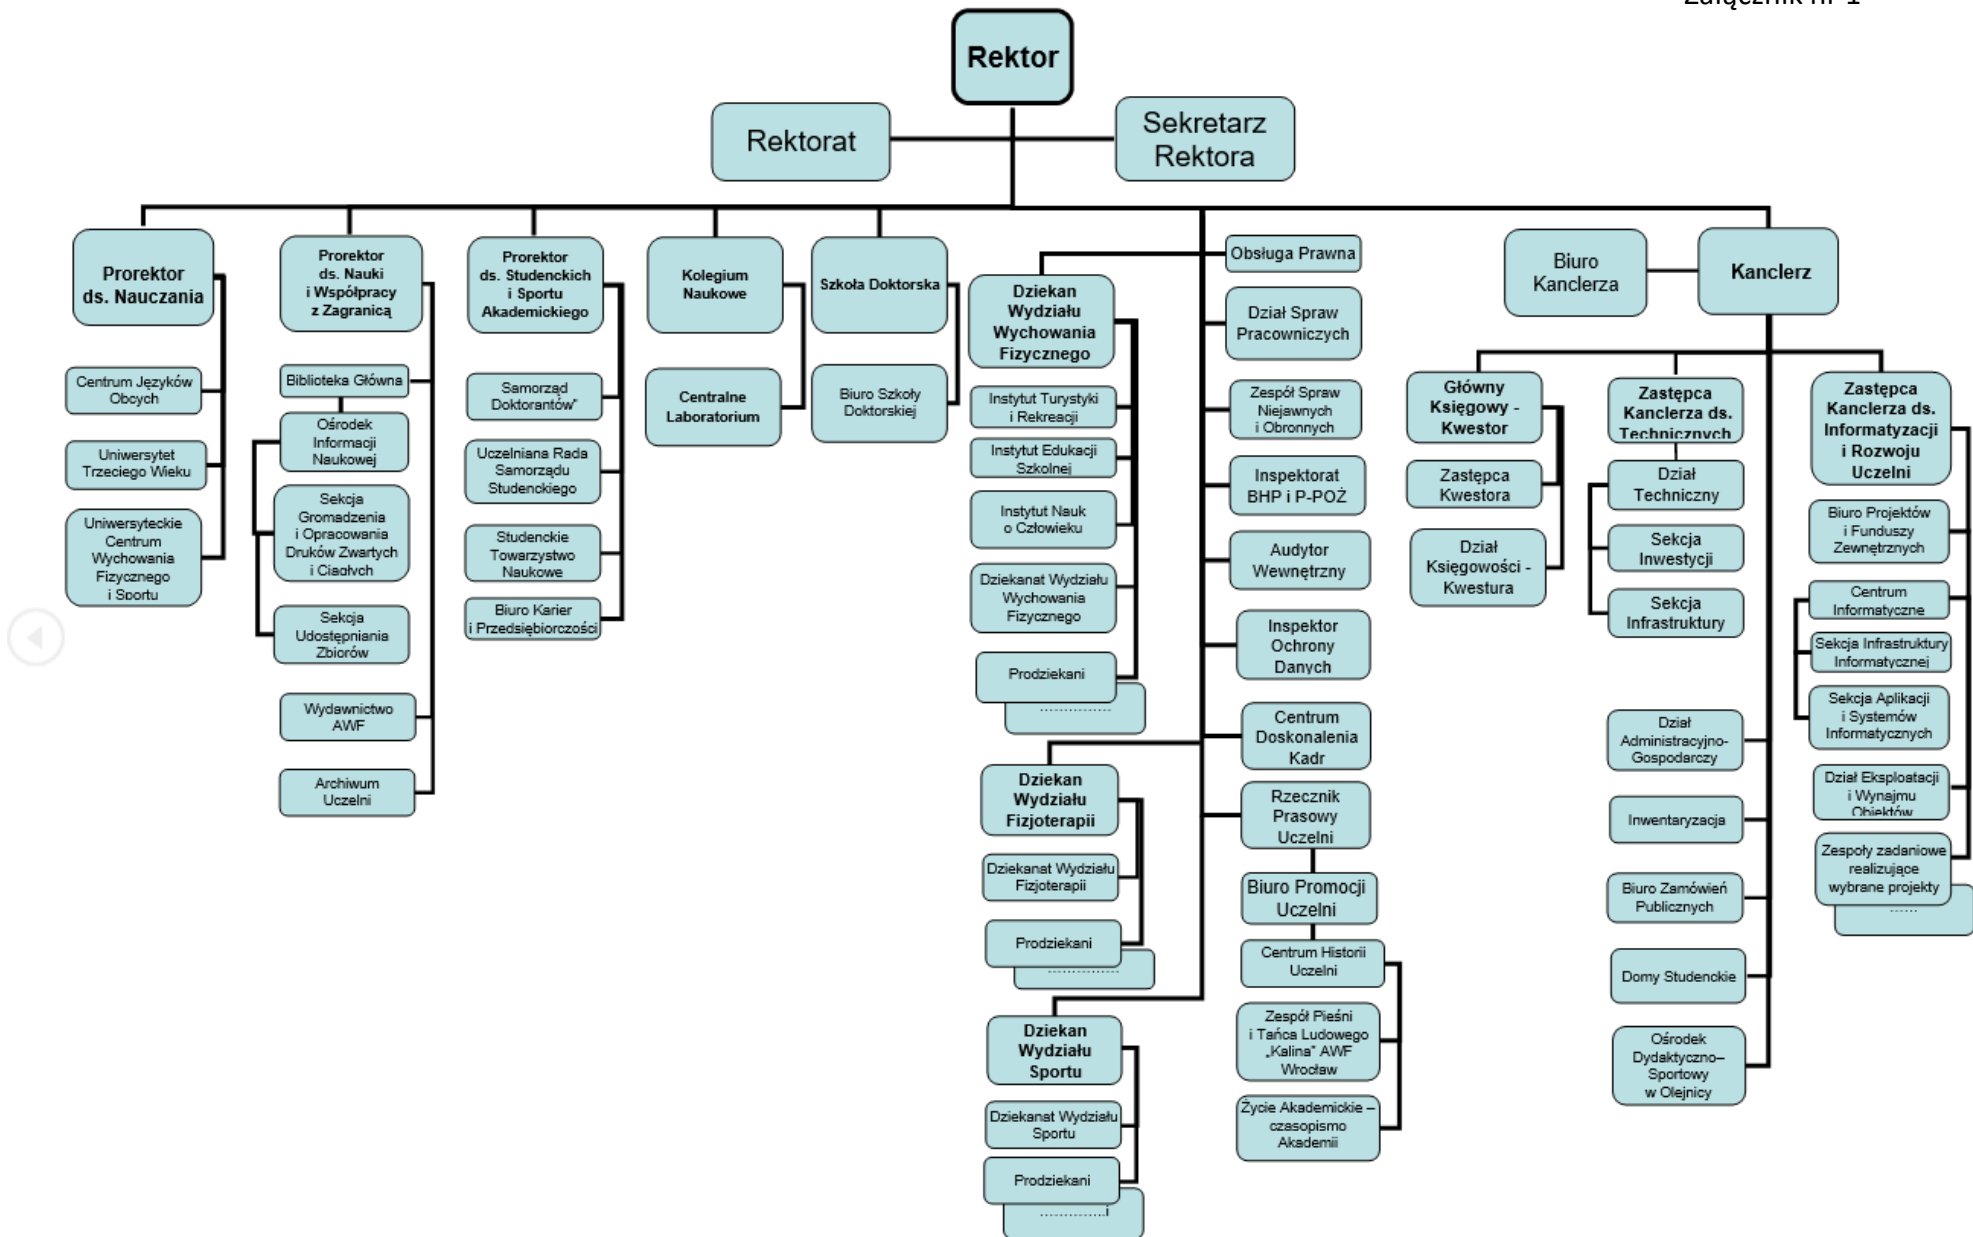 Załącznik nr 1
Rektor
Rektorat
Sekretarz
Rektora
Prorektor
ds. Nauczania
Centrum Języków
Obcych
Uniwersytet
Trzeciego Wieku
Uniwersyteckie
Centrum
Wychowania
Fizycznego
i Sportu
Prorektor
ds. Nauki
i Współpracy
z Zagranicą
Biblioteka Główna
Ośrodek
Informacji
Naukowej
Sekcja
Gromadzenia
i Opracowania
Druków Zwartych
i Ciągłych
Sekcja
Udostępniania
Zbiorów
Wydawnictwo
AWF
Archiwum
Uczelni
Prorektor
ds. Studenckich
i Sportu
Akademickiego
Samorząd
Doktorantów"
Uczelniana Rada
Samorządu
Studenckiego
Studenckie
Towarzystwo
Naukowe
Biuro Karier
i Przedsiębiorczości
Kolegium
Naukowe
Centralne
Laboratorium
Szkoła Doktorska
Biuro Szkoły
Doktorskiej
Dziekan
Wydziału
Wychowania
Fizycznego
Instytut Turystyki
i Rekreacji
Instytut Edukacji
Szkolnej
Instytut Nauk
o Człowieku
Dziekanat Wydziału
Wychowania
Fizycznego
Prodziekani
................
Dziekan
Wydziału
Fizjoterapii
Dziekanat Wydziału
Fizjoterapii
Prodziekani
................
Dziekan
Wydziału
Sportu
Dziekanat Wydziału
Sportu
Prodziekani
................i
Obsługa Prawna
Dział Spraw
Pracowniczych
Zespół Spraw
Niejawnych
i Obronnych
Inspektorat
BHP i P-POŻ
Audytor
Wewnętrzny
Inspektor
Ochrony
Danych
Centrum
Doskonalenia
Kadr
Rzecznik
Prasowy
Uczelni
Biuro Promocji
Uczelni
Centrum Historii
Uczelni
Zespół Pieśni
i Tańca Ludowego
„Kalina” AWF
Wrocław
Życie Akademickie –
czasopismo
Akademii
Biuro
Kanclerza
Kanclerz
Główny
Księgowy -
Kwestor
Zastępca
Kwestora
Dział
Księgowości -
Kwestura
Zastępca
Kanclerza ds.
Technicznych
Dział
Techniczny
Sekcja
Inwestycji
Sekcja
Infrastruktury
Dział
Administracyjno-
Gospodarczy
Inwentaryzacja
Biuro Zamówień
Publicznych
Domy Studenckie
Ośrodek
Dydaktyczno–
Sportowy
w Olejnicy
Zastępca
Kanclerza ds.
Informatyzacji
i Rozwoju
Uczelni
Biuro Projektów
i Funduszy
Zewnętrznych
Centrum
Informatyczne
Sekcja Infrastruktury
Informatycznej
Sekcja Aplikacji
i Systemów
Informatycznych
Dział Eksploatacji
i Wynajmu
Obiektów
Zespoły zadaniowe
realizujące
wybrane projekty
......